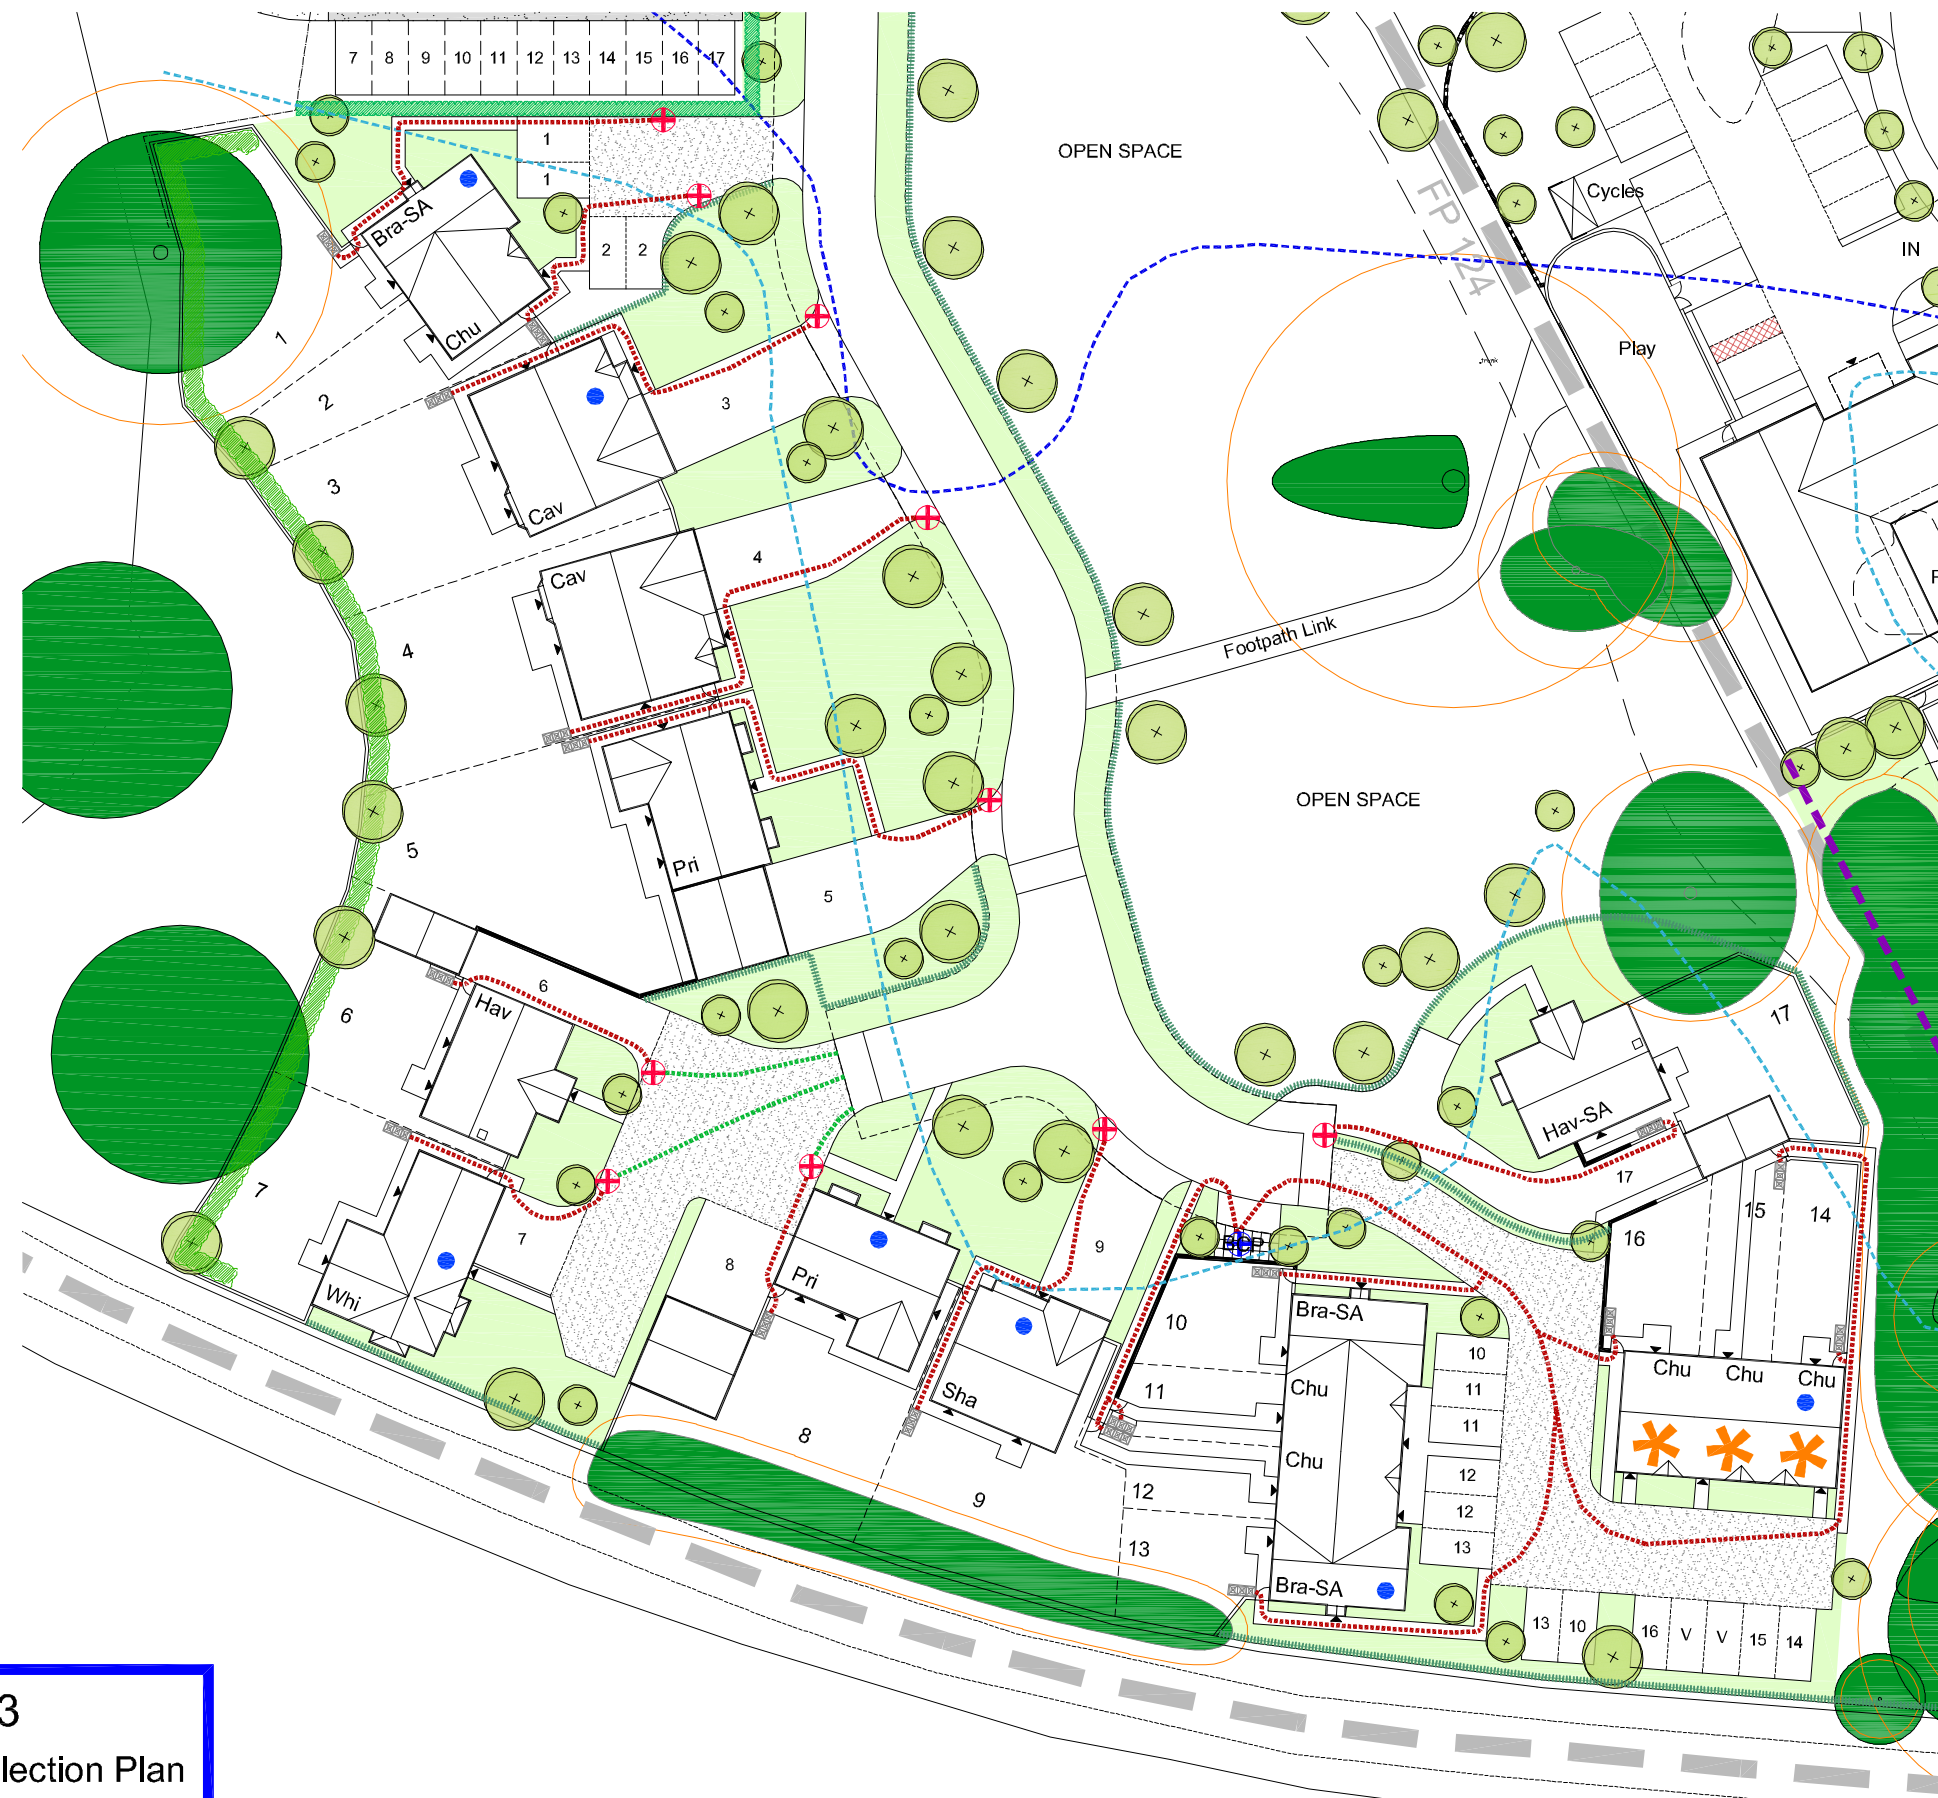 7 8 9 10 11 12 13 14 15 16 17
1
1
2 2
Bra-SA
Chu
1
2
3
3
Cav
OPEN SPACE
FP 124
Cycles
IN
Play
Cav
4
4
Footpath Link
5
Pri
5
OPEN SPACE
6
Hav
6
7
Whi
7
8
Pri
8
9
Sha
9
10
11
12
13
Bra-SA
Chu
Chu
Bra-SA
10
11
11
12
12
13
17
Hav-SA
17
16
15
14
Chu Chu Chu
13 10 16 V V 15 14
3
lection Plan